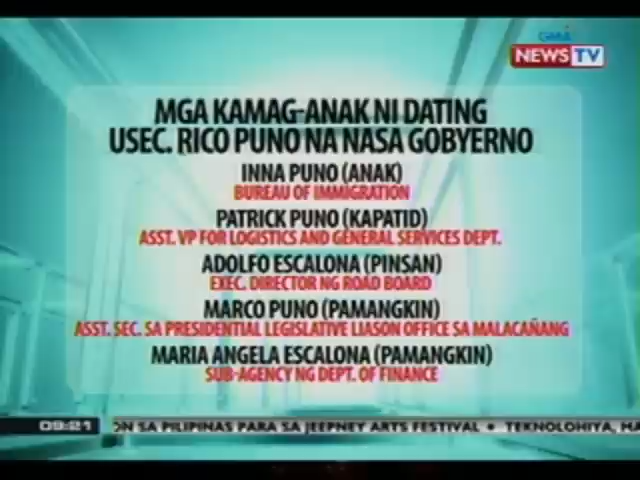 GMA
NEWS TV
MGA KAMAG-ANAK NI DATING
USEC. RICO PUNO NA NASA GOBYERNO
INNA PUNO (ANAK)
BUREAU OF IMMIGRATION
PATRICK PUNO (KAPATID)
ASST. VP FOR LOGISTICS AND GENERAL SERVICES DEPT.
ADOLFO ESCALONA (PINSAN)
EXEC. DIRECTOR NG ROAD BOARD
MARCO PUNO (PAMANGKIN)
ASST. SEC. SA PRESIDENTIAL LEGISLATIVE LIASON OFFICE SA MALACAÑANG
MARIA ANGELA ESCALONA (PAMANGKIN)
SUB-AGENCY NG DEPT. OF FINANCE
09:21 ON SA PILIPINAS PARA SA JEEPNEY ARTS FESTIVAL • TEKNOLOHIYA, MA